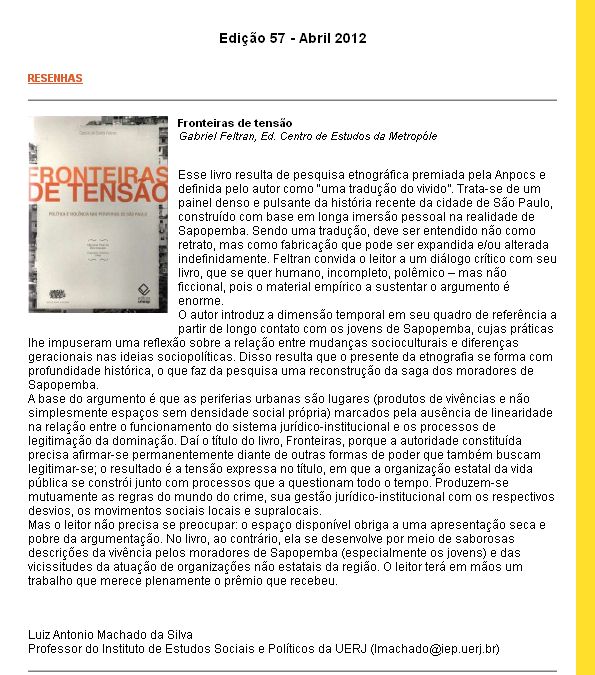 Edição 57 - Abril 2012
RESENHAS
Fronteiras de tensão
Gabriel Feltran, Ed. Centro de Estudos da Metropóle
FRONTEIRAS
DE TENSÃO
POLÍTICA E VIOLÊNCIA NAS PERIFERIAS DE SÃO PAULO
Esse livro resulta de pesquisa etnográfica premiada pela Anpocs e
definida pelo autor como "uma tradução do vivido". Trata-se de um
painel denso e pulsante da história recente da cidade de São Paulo,
construído com base em longa imersão pessoal na realidade de
Sapopemba. Sendo uma tradução, deve ser entendido não como
retrato, mas como fabricação que pode ser expandida e/ou alterada
indefinidamente. Feltran convida o leitor a um diálogo crítico com seu
livro, que se quer humano, incompleto, polêmico – mas não
ficcional, pois o material empírico a sustentar o argumento é
enorme.
O autor introduz a dimensão temporal em seu quadro de referência a
partir de longo contato com os jovens de Sapopemba, cujas práticas
lhe impuseram uma reflexão sobre a relação entre mudanças socioculturais e diferenças
geracionais nas ideias sociopolíticas. Disso resulta que o presente da etnografia se forma com
profundidade histórica, o que faz da pesquisa uma reconstrução da saga dos moradores de
Sapopemba.
A base do argumento é que as periferias urbanas são lugares (produtos de vivências e não
simplesmente espaços sem densidade social própria) marcados pela ausência de linearidade
na relação entre o funcionamento do sistema jurídico-institucional e os processos de
legitimação da dominação. Daí o título do livro, Fronteiras, porque a autoridade constituída
precisa afirmar-se permanentemente diante de outras formas de poder que também buscam
legitimar-se; o resultado é a tensão expressa no título, em que a organização estatal da vida
pública se constrói junto com processos que a questionam todo o tempo. Produzem-se
mutuamente as regras do mundo do crime, sua gestão jurídico-institucional com os respectivos
desvios, os movimentos sociais locais e supralocais.
Mas o leitor não precisa se preocupar: o espaço disponível obriga a uma apresentação seca e
pobre da argumentação. No livro, ao contrário, ela se desenvolve por meio de saborosas
descrições da vivência pelos moradores de Sapopemba (especialmente os jovens) e das
vicissitudes da atuação de organizações não estatais da região. O leitor terá em mãos um
trabalho que merece plenamente o prêmio que recebeu.
Luiz Antonio Machado da Silva
Professor do Instituto de Estudos Sociais e Políticos da UERJ (lmachado@iep.uerj.br)